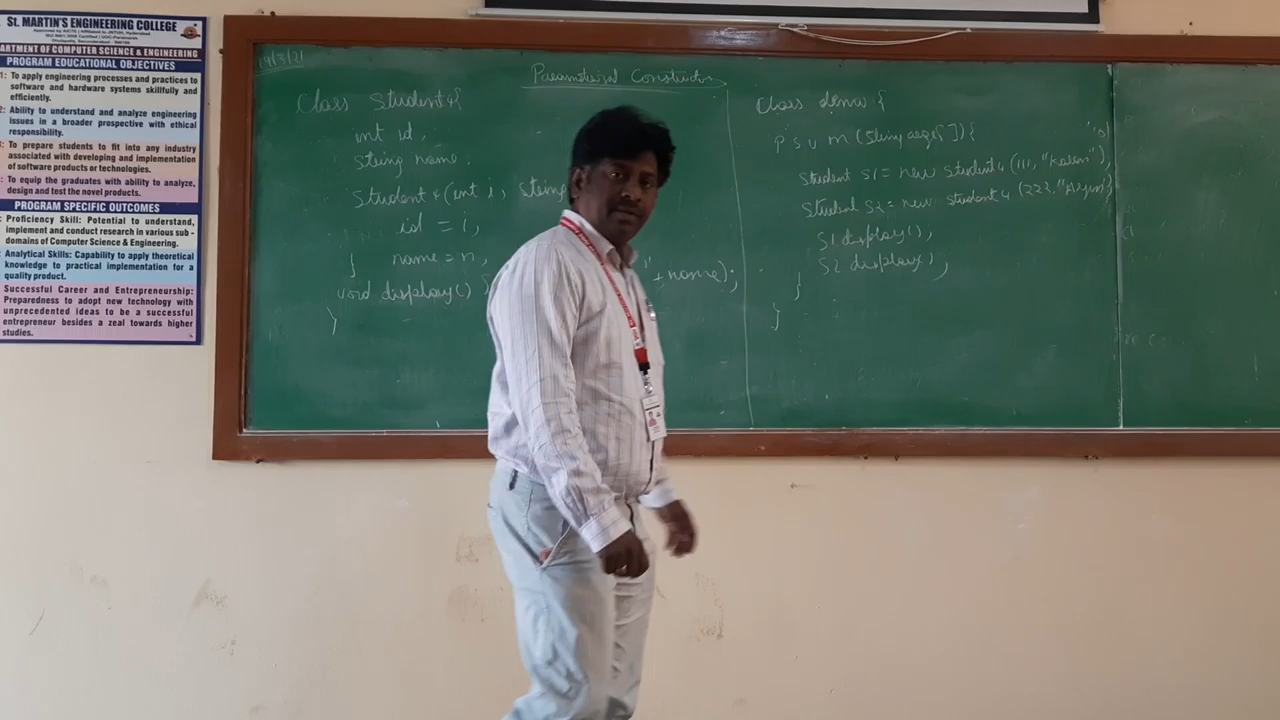 St. MARTIN'S ENGINEERING COLLEGE
DEPARTMENT OF COMPUTER SCIENCE & ENGINEERING
PROGRAM EDUCATIONAL OBJECTIVES
1: To apply engineering processes and practices to
software and hardware systems skillfully and
efficiently.
2: Ability to understand and analyze engineering
issues in a broader prospective with ethical
responsibility.
3: To prepare students to fit into any industry
associated with developing and implementation
of software products or technologies.
4: To equip the graduates with ability to analyze,
design and test the novel products.
PROGRAM SPECIFIC OUTCOMES
: Proficiency Skill: Potential to understand,
implement and conduct research in various sub -
domains of Computer Science & Engineering.
: Analytical Skills: Capability to apply theoretical
knowledge to practical implementation for a
quality product.
Successful Career and Entrepreneurship:
Preparedness to adopt new technology with
unprecedented ideas to be a successful
entrepreneur besides a zeal towards higher
studies.
Class Student4{
int id,
String name.
Student4(int i, String
id = i,
} name = n,
void display() {
" + name);
}
Class demo {
p s v m (String args[]){
Student S1 = new Student4 (111, "Karan"),
Student S2 = new Student4 (222, "Aryan")
S1 display(),
S2 display,
}
}